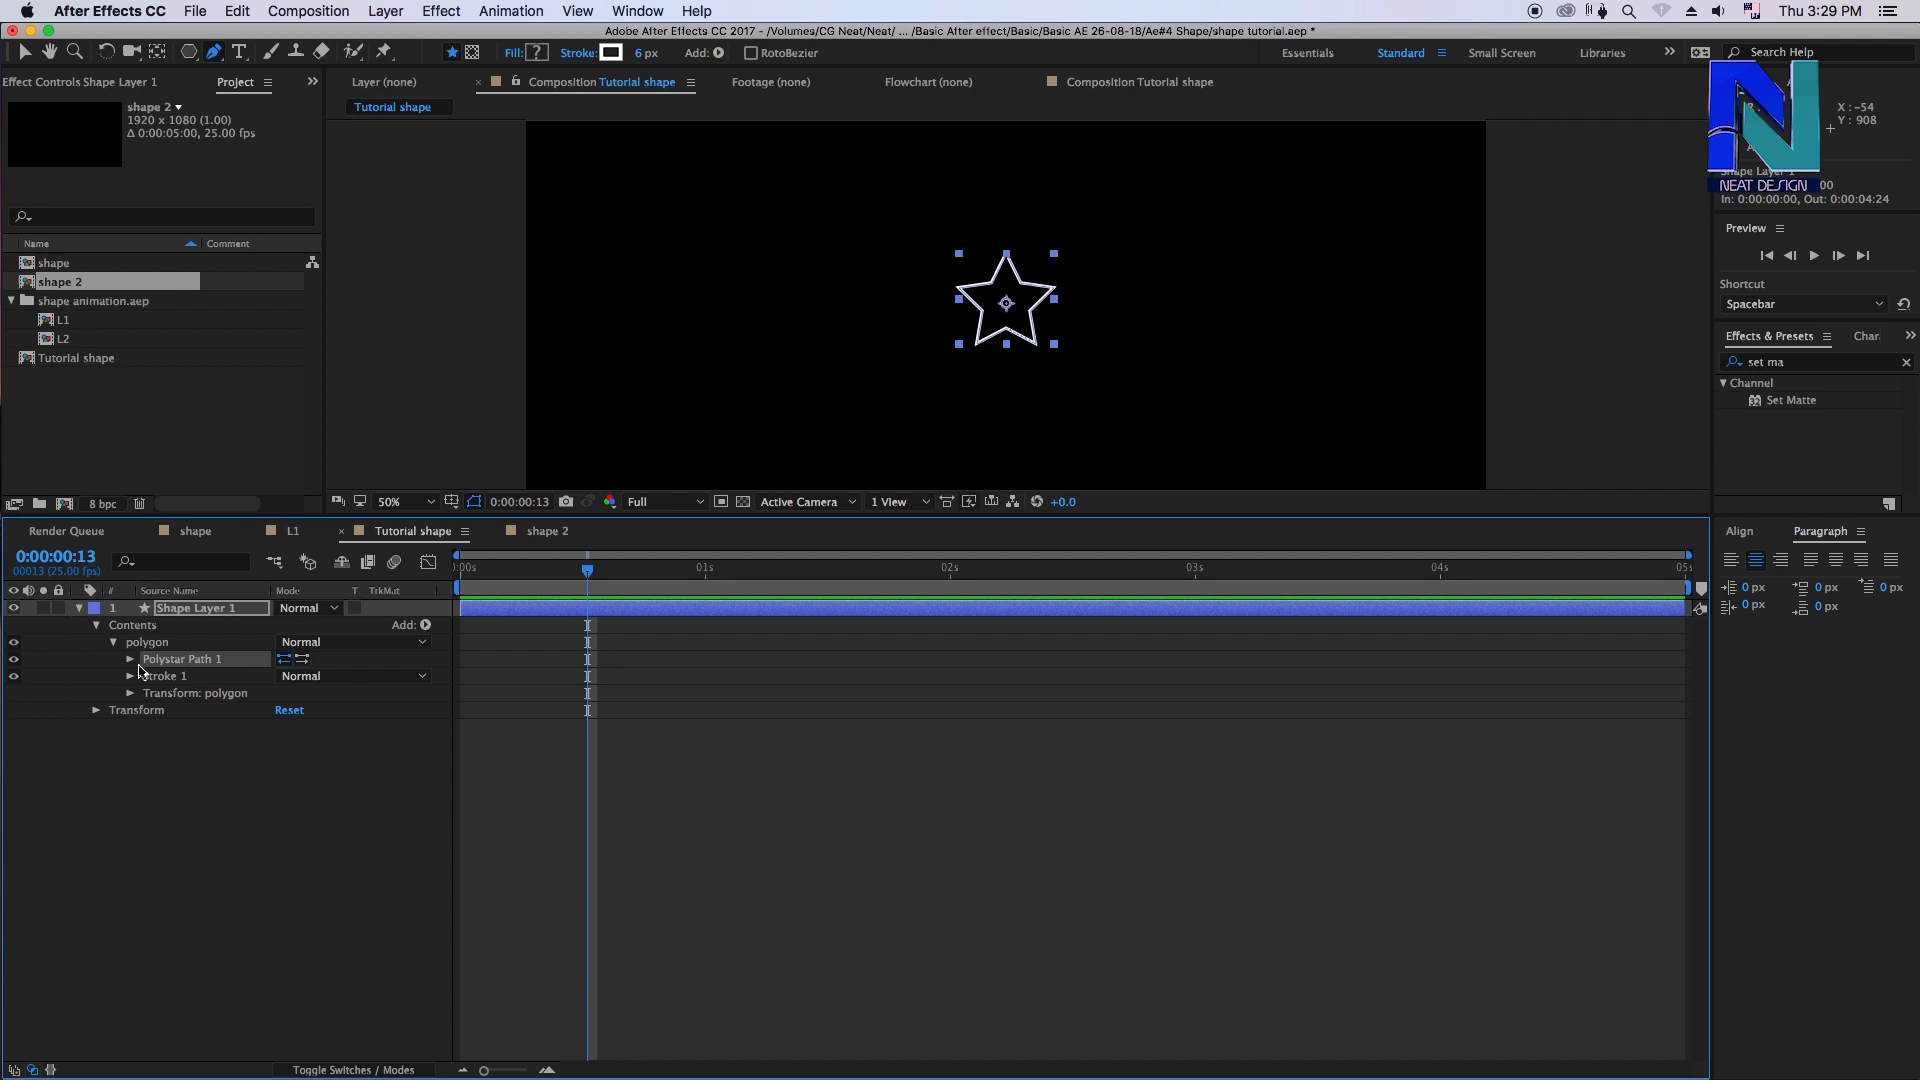 After Effects CC File Edit Composition Layer Effect Animation View Window Help Thu 3:29 PM
Adobe After Effects CC 2017 - /Volumes/CG Neat/Neat/ ... /Basic After effect/Basic/Basic AE 26-08-18/Ae#4 Shape/shape tutorial.aep *
Fill: ? Stroke: 6 px Add: RotoBezier Essentials Standard Small Screen Libraries Search Help
Effect Controls Shape Layer 1 Project Layer (none) Composition Tutorial shape Footage (none) Flowchart (none) Composition Tutorial shape
Tutorial shape
shape 2
1920 x 1080 (1.00)
Δ 0:00:05:00, 25.00 fps
X : -54
Y : 908
NEAT DESIGN
In: 0:00:00:00, Out: 0:00:04:24
Name Comment
shape
shape 2
shape animation.aep
L1
L2
Tutorial shape
Preview
Shortcut
Spacebar
Effects & Presets
set ma
Channel
32 Set Matte
8 bpc
50% 0:00:00:13 Full Active Camera 1 View +0.0
Render Queue shape L1 Tutorial shape shape 2
0:00:00:13
00013 (25.00 fps)
01s 02s 03s 04s
# Source Name Mode T TrkMat
1 Shape Layer 1 Normal
Contents Add:
polygon Normal
Polystar Path 1
Normal
Transform: polygon
Transform Reset
Toggle Switches / Modes
Align Paragraph
0 px 0 px 0 px
0 px 0 px